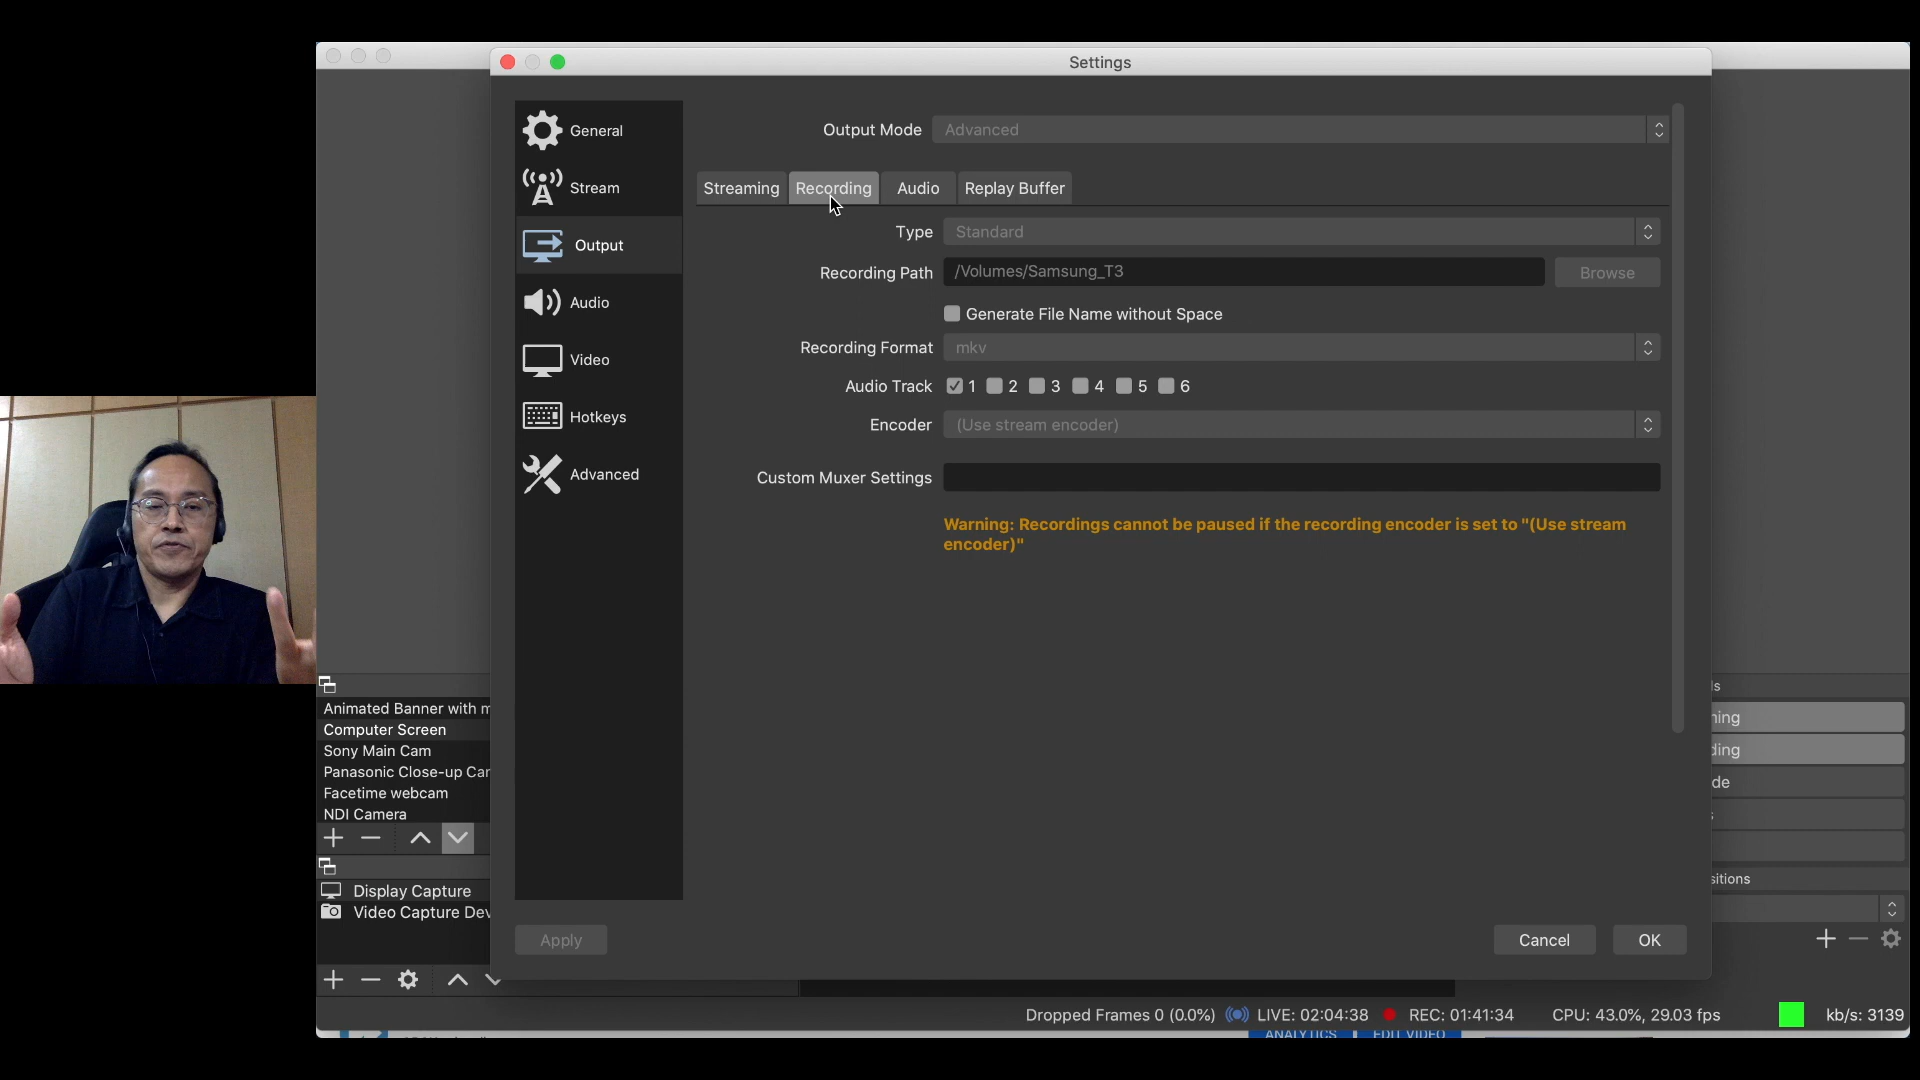 Settings
General
Stream
Output
Audio
Video
Hotkeys
Advanced
Output Mode Advanced
Streaming Recording Audio Replay Buffer
Type Standard
Recording Path /Volumes/Samsung_T3 Browse
Generate File Name without Space
Recording Format mkv
Audio Track 1 2 3 4 5 6
Encoder (Use stream encoder)
Custom Muxer Settings
Warning: Recordings cannot be paused if the recording encoder is set to "(Use stream
encoder)"
Apply Cancel OK
Animated Banner with m
Computer Screen
Sony Main Cam
Panasonic Close-up Car
Facetime webcam
NDI Camera
Display Capture
Video Capture Dev
ls
ning
ding
de
s
sitions
Dropped Frames 0 (0.0%) LIVE: 02:04:38 REC: 01:41:34 CPU: 43.0%, 29.03 fps kb/s: 3139
ANALYTICS EDIT VIDEO